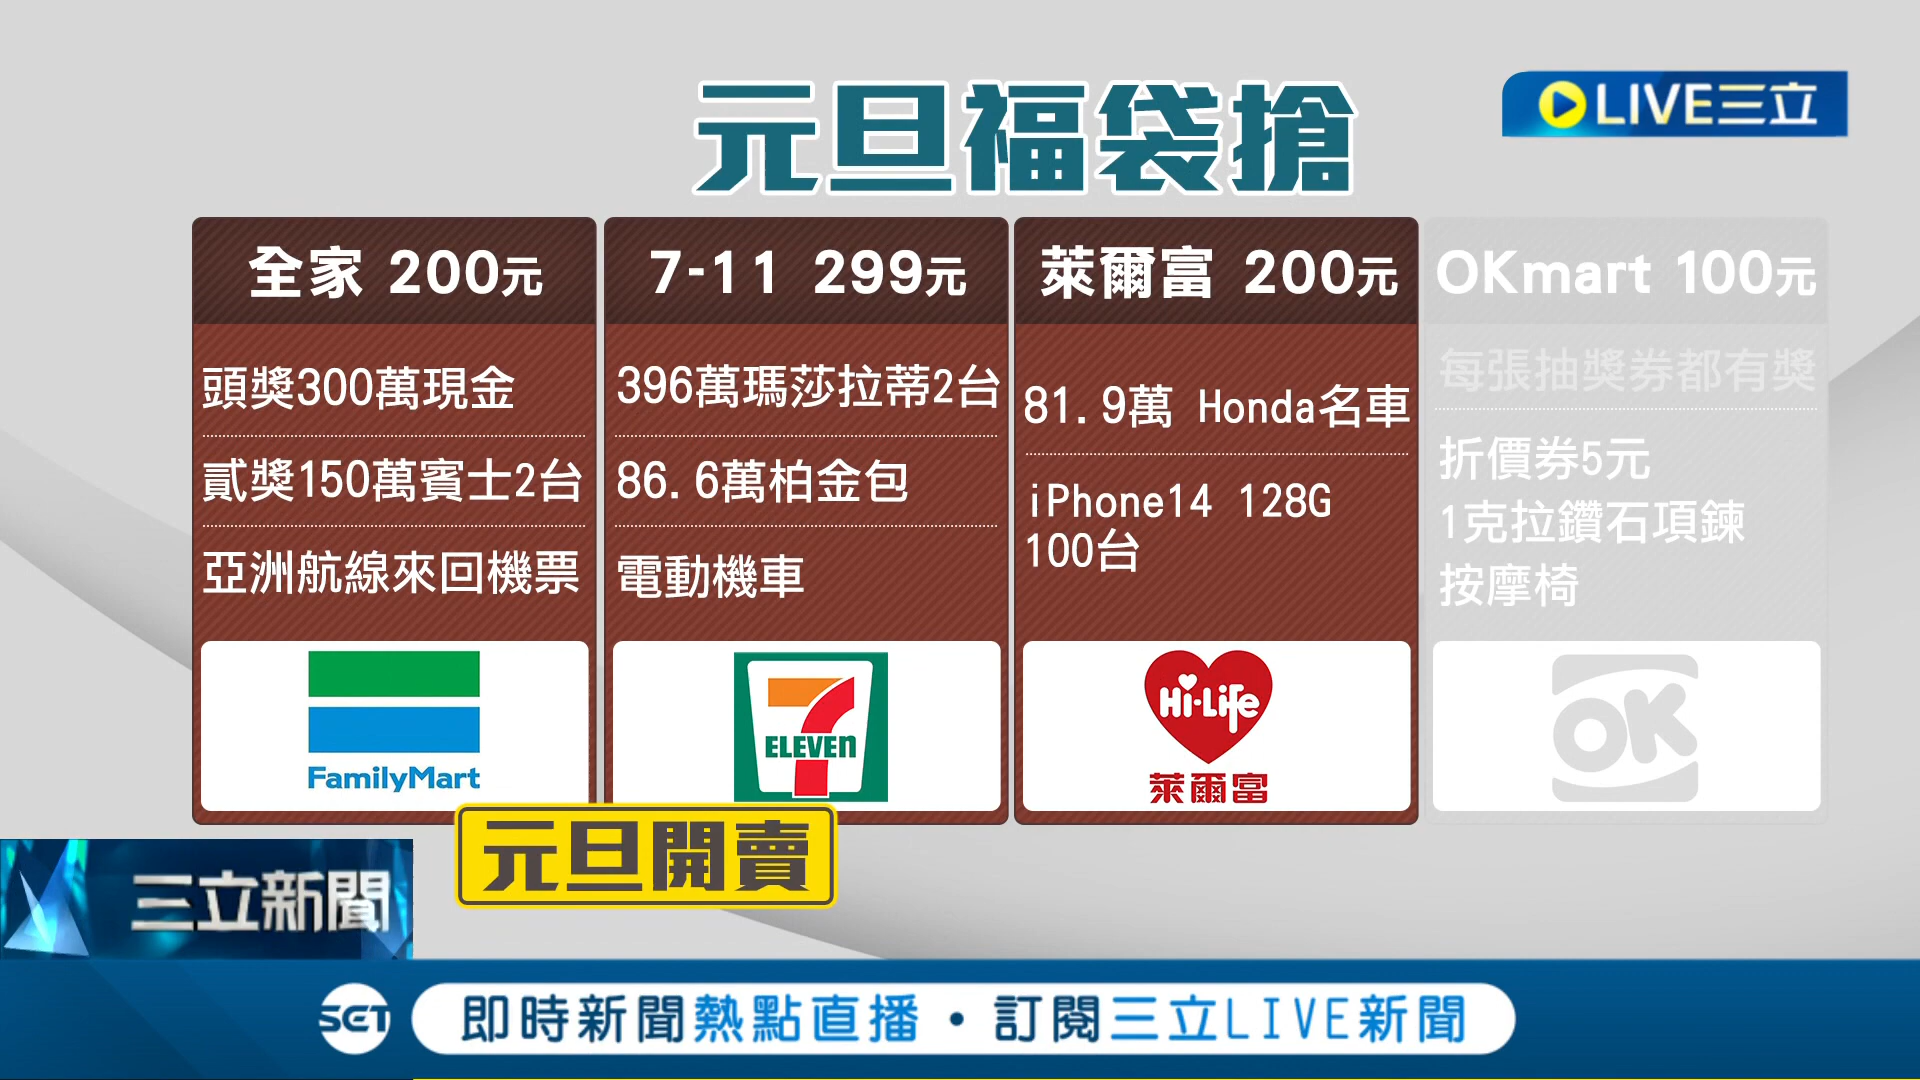 元旦福袋搶
LIVE三立
全家 200元
頭獎300萬現金
貳獎150萬賓士2台
亞洲航線來回機票
FamilyMart
7-11 299元
396萬瑪莎拉蒂2台
86.6萬柏金包
電動機車
7
ELEVEn
萊爾富 200元
81.9萬 Honda名車
iPhone14 128G
100台
Hi-Life
萊爾富
OKmart 100元
每張抽獎券都有獎
折價券5元
1克拉鑽石項鍊
按摩椅
OK
元旦開賣
三立新聞
SET
即時新聞熱點直播・訂閱三立LIVE新聞